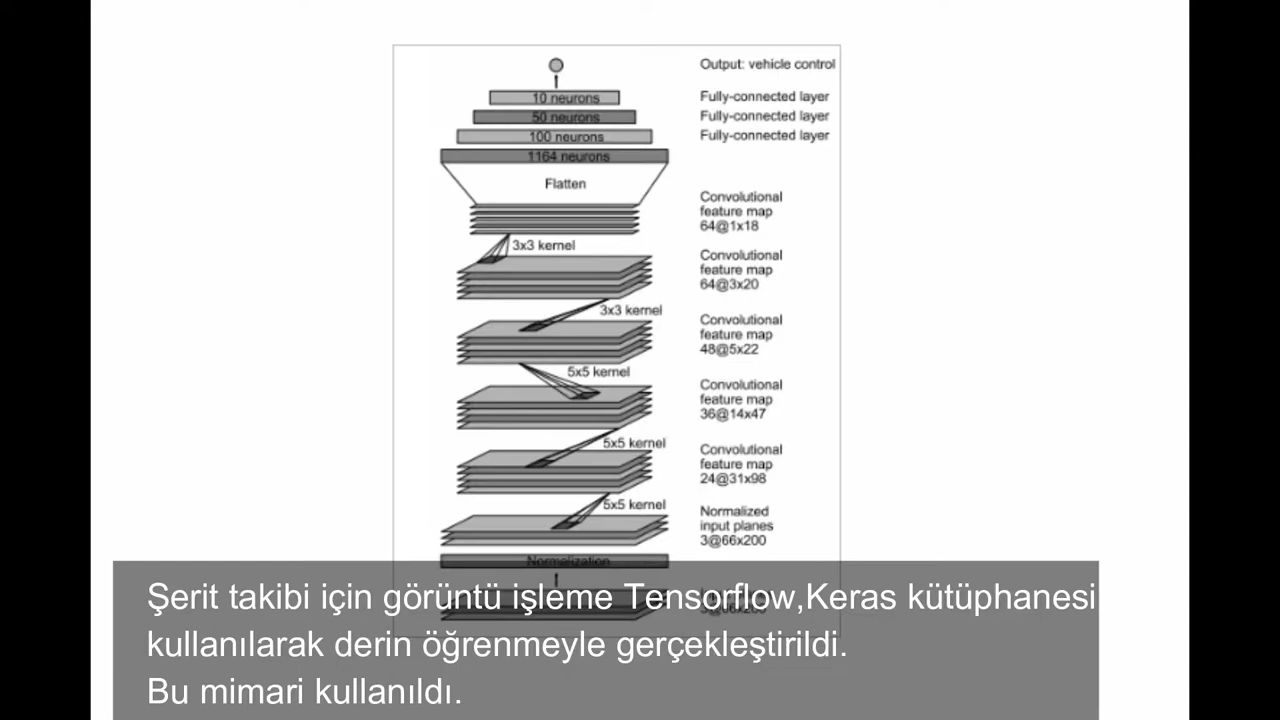 Output: vehicle control
10 neurons
Fully-connected layer
50 neurons
Fully-connected layer
100 neurons
Fully-connected layer
1164 neurons
Flatten
Convolutional
feature map
64@1x18
3x3 kernel
Convolutional
feature map
64@3x20
3x3 kernel
Convolutional
feature map
48@5x22
5x5 kernel
Convolutional
feature map
36@14x47
5x5 kernel
Convolutional
feature map
24@31x98
5x5 kernel
Normalized
input planes
3@66x200
Normalization
Şerit takibi için görüntü işleme Tensorflow,Keras kütüphanesi
kullanılarak derin öğrenmeyle gerçekleştirildi.
Bu mimari kullanıldı.